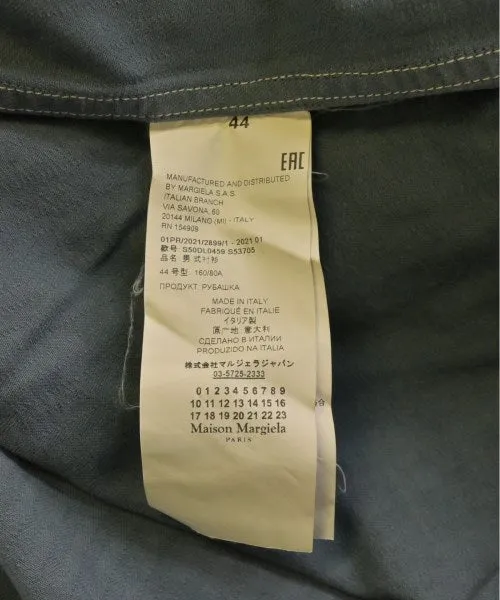 44
EAC
MANUFACTURED AND DISTRIBUTED
BY MARGIELA S.A.S.
ITALIAN BRANCH
VIA SAVONA, 60
20144 MILANO (MI) - ITALY
RN 154909
01PR/2021/2899/1 - 2021 01
款号 S50DL0459 S53705
品名 男式衬衫
44 号型 160/80A
ПРОДУКТ: РУБАШКА
MADE IN ITALY
FABRIQUÉ EN ITALIE
イタリア製
原产地 意大利
СДЕЛАНО В ИТАЛИИ
PRODUZIDO NA ITALIA
株式会社マルジェラジャパン
03-5725-2333
0 1 2 3 4 5 6 7 8 9
10 11 12 13 14 15 16
17 18 19 20 21 22 23
Maison Margiela
PARIS
合